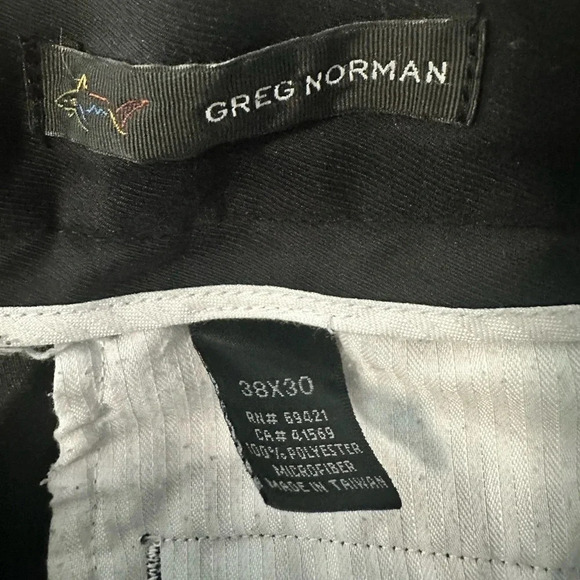 GREG NORMAN
38X30
RN# 69421
CA# 41569
100% POLYESTER
MICROFIBER
MADE IN TAIWAN